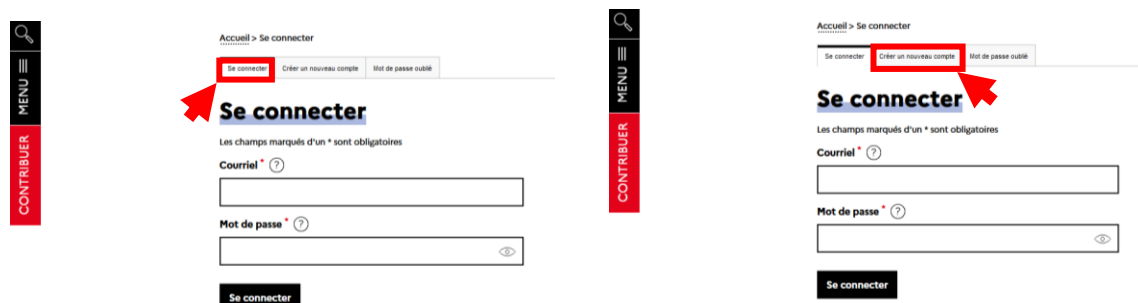 MENU
CONTRIBUER
Accueil > Se connecter
Se connecter
Créer un nouveau compte
Mot de passe oublié
Se connecter
Les champs marqués d'un * sont obligatoires
Courriel * ?
Mot de passe * ?
Se connecter
MENU
CONTRIBUER
Accueil > Se connecter
Se connecter
Créer un nouveau compte
Mot de passe oublié
Se connecter
Les champs marqués d'un * sont obligatoires
Courriel * ?
Mot de passe * ?
Se connecter